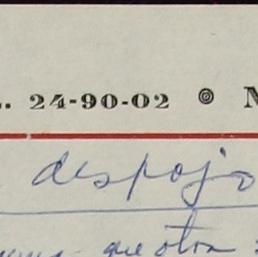 . 24-90-02 ◎ N
despojo
que otra